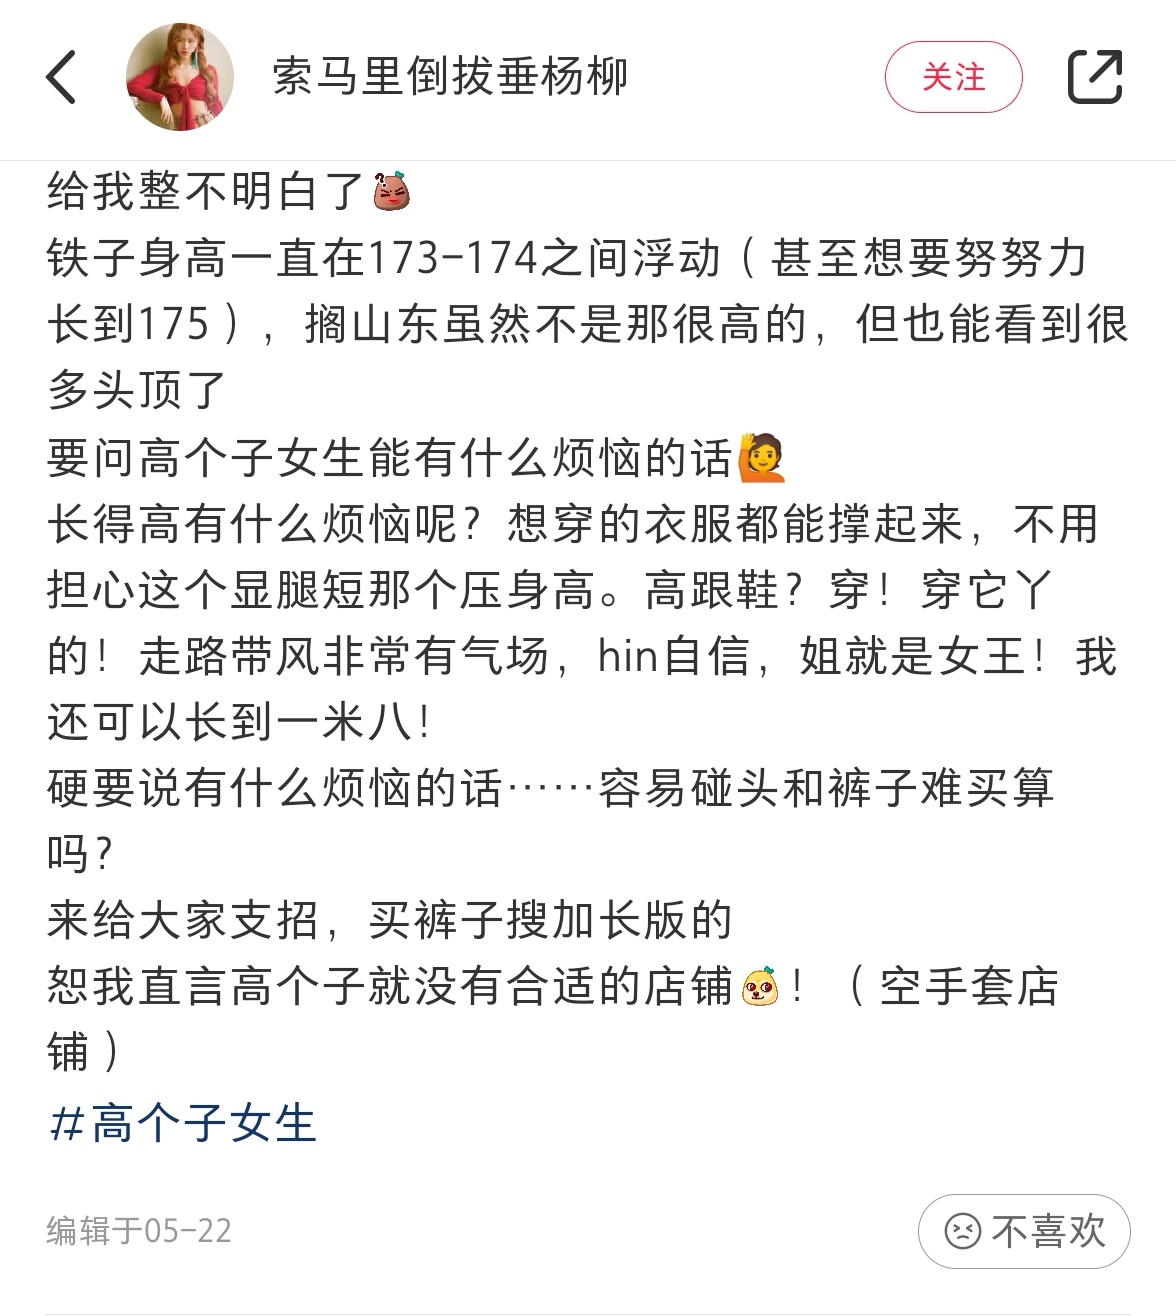 索马里倒拔垂杨柳
关注
给我整不明白了
铁子身高一直在173-174之间浮动（甚至想要努努力
长到175），搁山东虽然不是那很高的，但也能看到很
多头顶了
要问高个子女生能有什么烦恼的话🙋
长得高有什么烦恼呢？想穿的衣服都能撑起来，不用
担心这个显腿短那个压身高。高跟鞋？穿！穿它丫
的！走路带风非常有气场，hin自信，姐就是女王！我
还可以长到一米八！
硬要说有什么烦恼的话……容易碰头和裤子难买算
吗？
来给大家支招，买裤子搜加长版的
恕我直言高个子就没有合适的店铺！（空手套店
铺）
#高个子女生
编辑于05-22
不喜欢